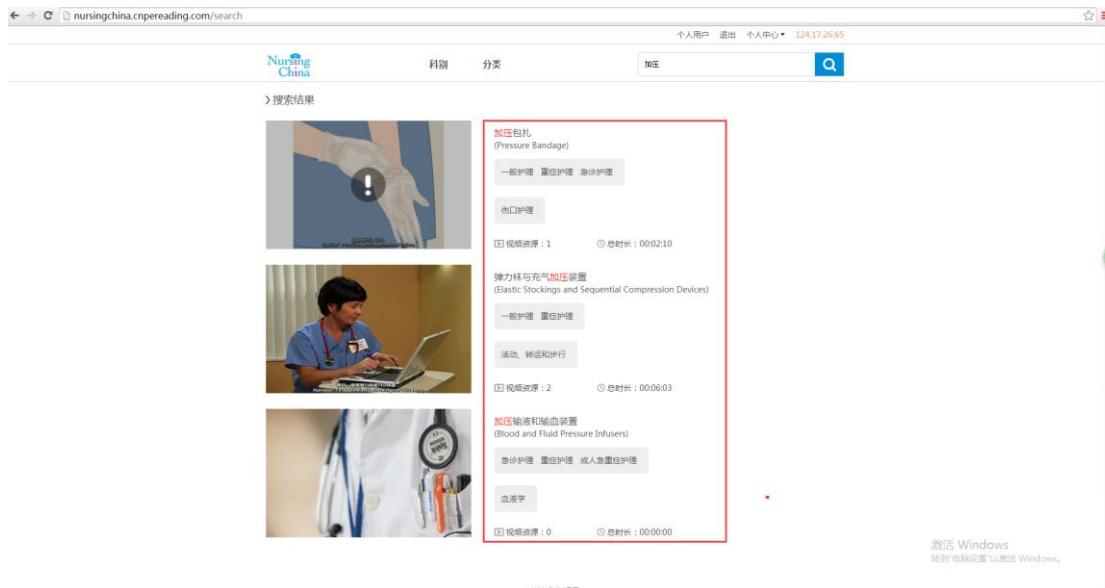 nursingchina.cnpereading.com/search
个人用户 退出 个人中心▼ 124.17.26.65
Nursing China
科别 分类
加压
搜索结果
加压包扎
(Pressure Bandage)
一般护理 重症护理 急诊护理
伤口护理
视频资源：1 总时长：00:02:10
弹力袜与充气加压装置
(Elastic Stockings and Sequential Compression Devices)
一般护理 重症护理
活动、转运和步行
视频资源：2 总时长：00:06:03
加压输液和输血装置
(Blood and Fluid Pressure Infusers)
急诊护理 重症护理 成人急重症护理
血液学
视频资源：0 总时长：00:00:00
激活 Windows
转到"电脑设置"以激活 Windows。